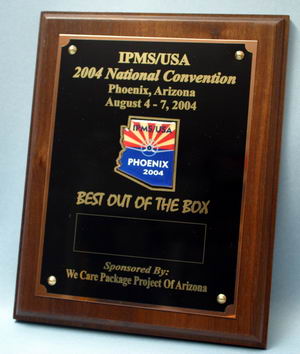 IPMS/USA
2004 National Convention
Phoenix, Arizona
August 4 - 7, 2004
IPMS/USA
PHOENIX
2004
BEST OUT OF THE BOX
Sponsored By:
We Care Package Project Of Arizona